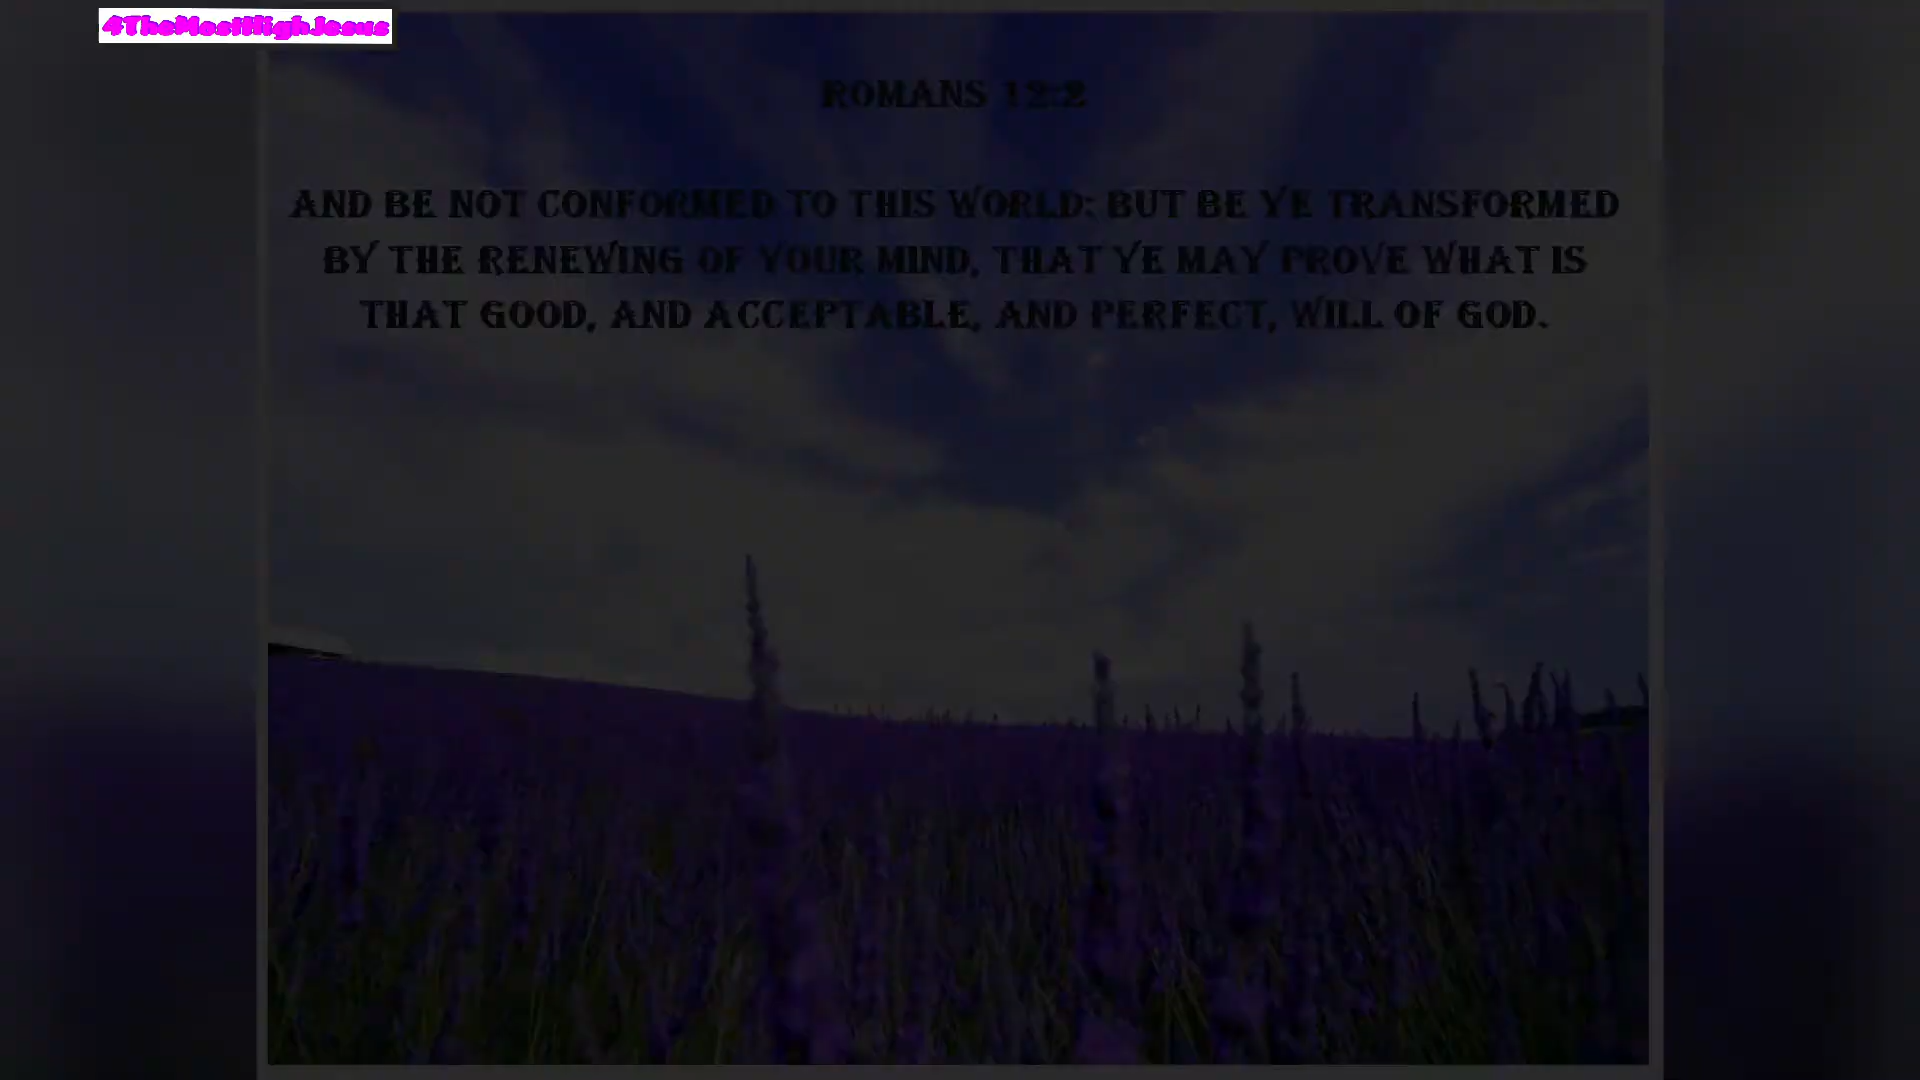 4TheMostHighJesus
ROMANS 12:2
AND BE NOT CONFORMED TO THIS WORLD: BUT BE YE TRANSFORMED
BY THE RENEWING OF YOUR MIND, THAT YE MAY PROVE WHAT IS
THAT GOOD, AND ACCEPTABLE, AND PERFECT, WILL OF GOD.